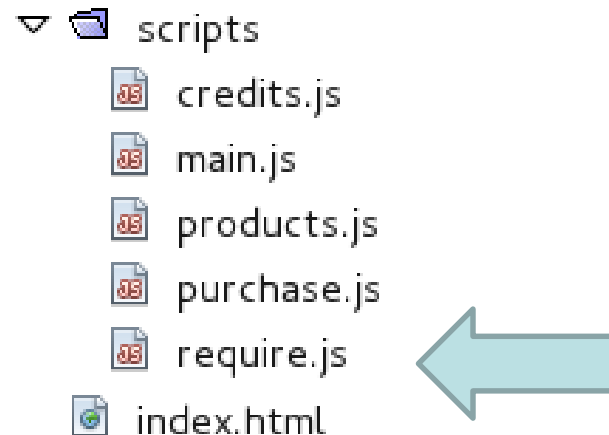 scripts
credits.js
main.js
products.js
purchase.js
require.js
index.html